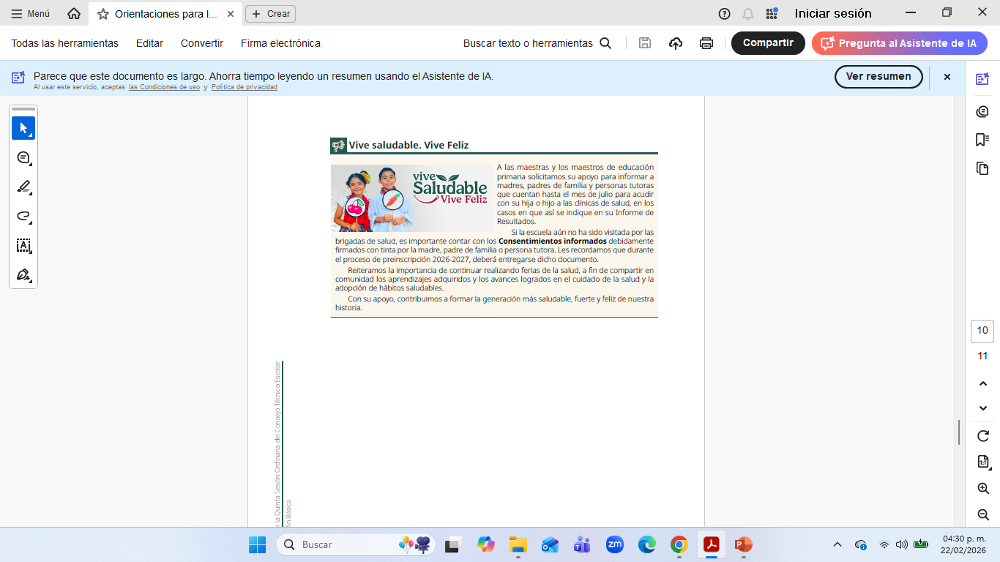 Menú
Orientaciones para l...
Crear
Iniciar sesión
Todas las herramientas
Editar
Convertir
Firma electrónica
Buscar texto o herramientas
Compartir
Pregunta al Asistente de IA
Parece que este documento es largo. Ahorra tiempo leyendo un resumen usando el Asistente de IA.
Al usar este servicio, aceptas las Condiciones de uso y Política de privacidad
Ver resumen
Vive saludable. Vive Feliz
vive
Saludable
Vive Feliz
A las maestras y los maestros de educación
primaria solicitamos su apoyo para informar a
madres, padres de familia y personas tutoras
que cuentan hasta el mes de julio para acudir
con su hija o hijo a las clínicas de salud, en los
casos en que así se indique en su Informe de
Resultados.
Si la escuela aún no ha sido visitada por las
brigadas de salud, es importante contar con los Consentimientos informados debidamente
firmados con tinta por la madre, padre de familia o persona tutora. Les recordamos que durante
el proceso de preinscripción 2026-2027, deberá entregarse dicho documento.
Reiteramos la importancia de continuar realizando ferias de la salud, a fin de compartir en
comunidad los aprendizajes adquiridos y los avances logrados en el cuidado de la salud y la
adopción de hábitos saludables.
Con su apoyo, contribuimos a formar la generación más saludable, fuerte y feliz de nuestra
historia.
e la Quinta Sesión Ordinaria del Consejo Técnico Escolar
ón Básica
10
11
1:1
Buscar
zm
04:30 p. m.
22/02/2026